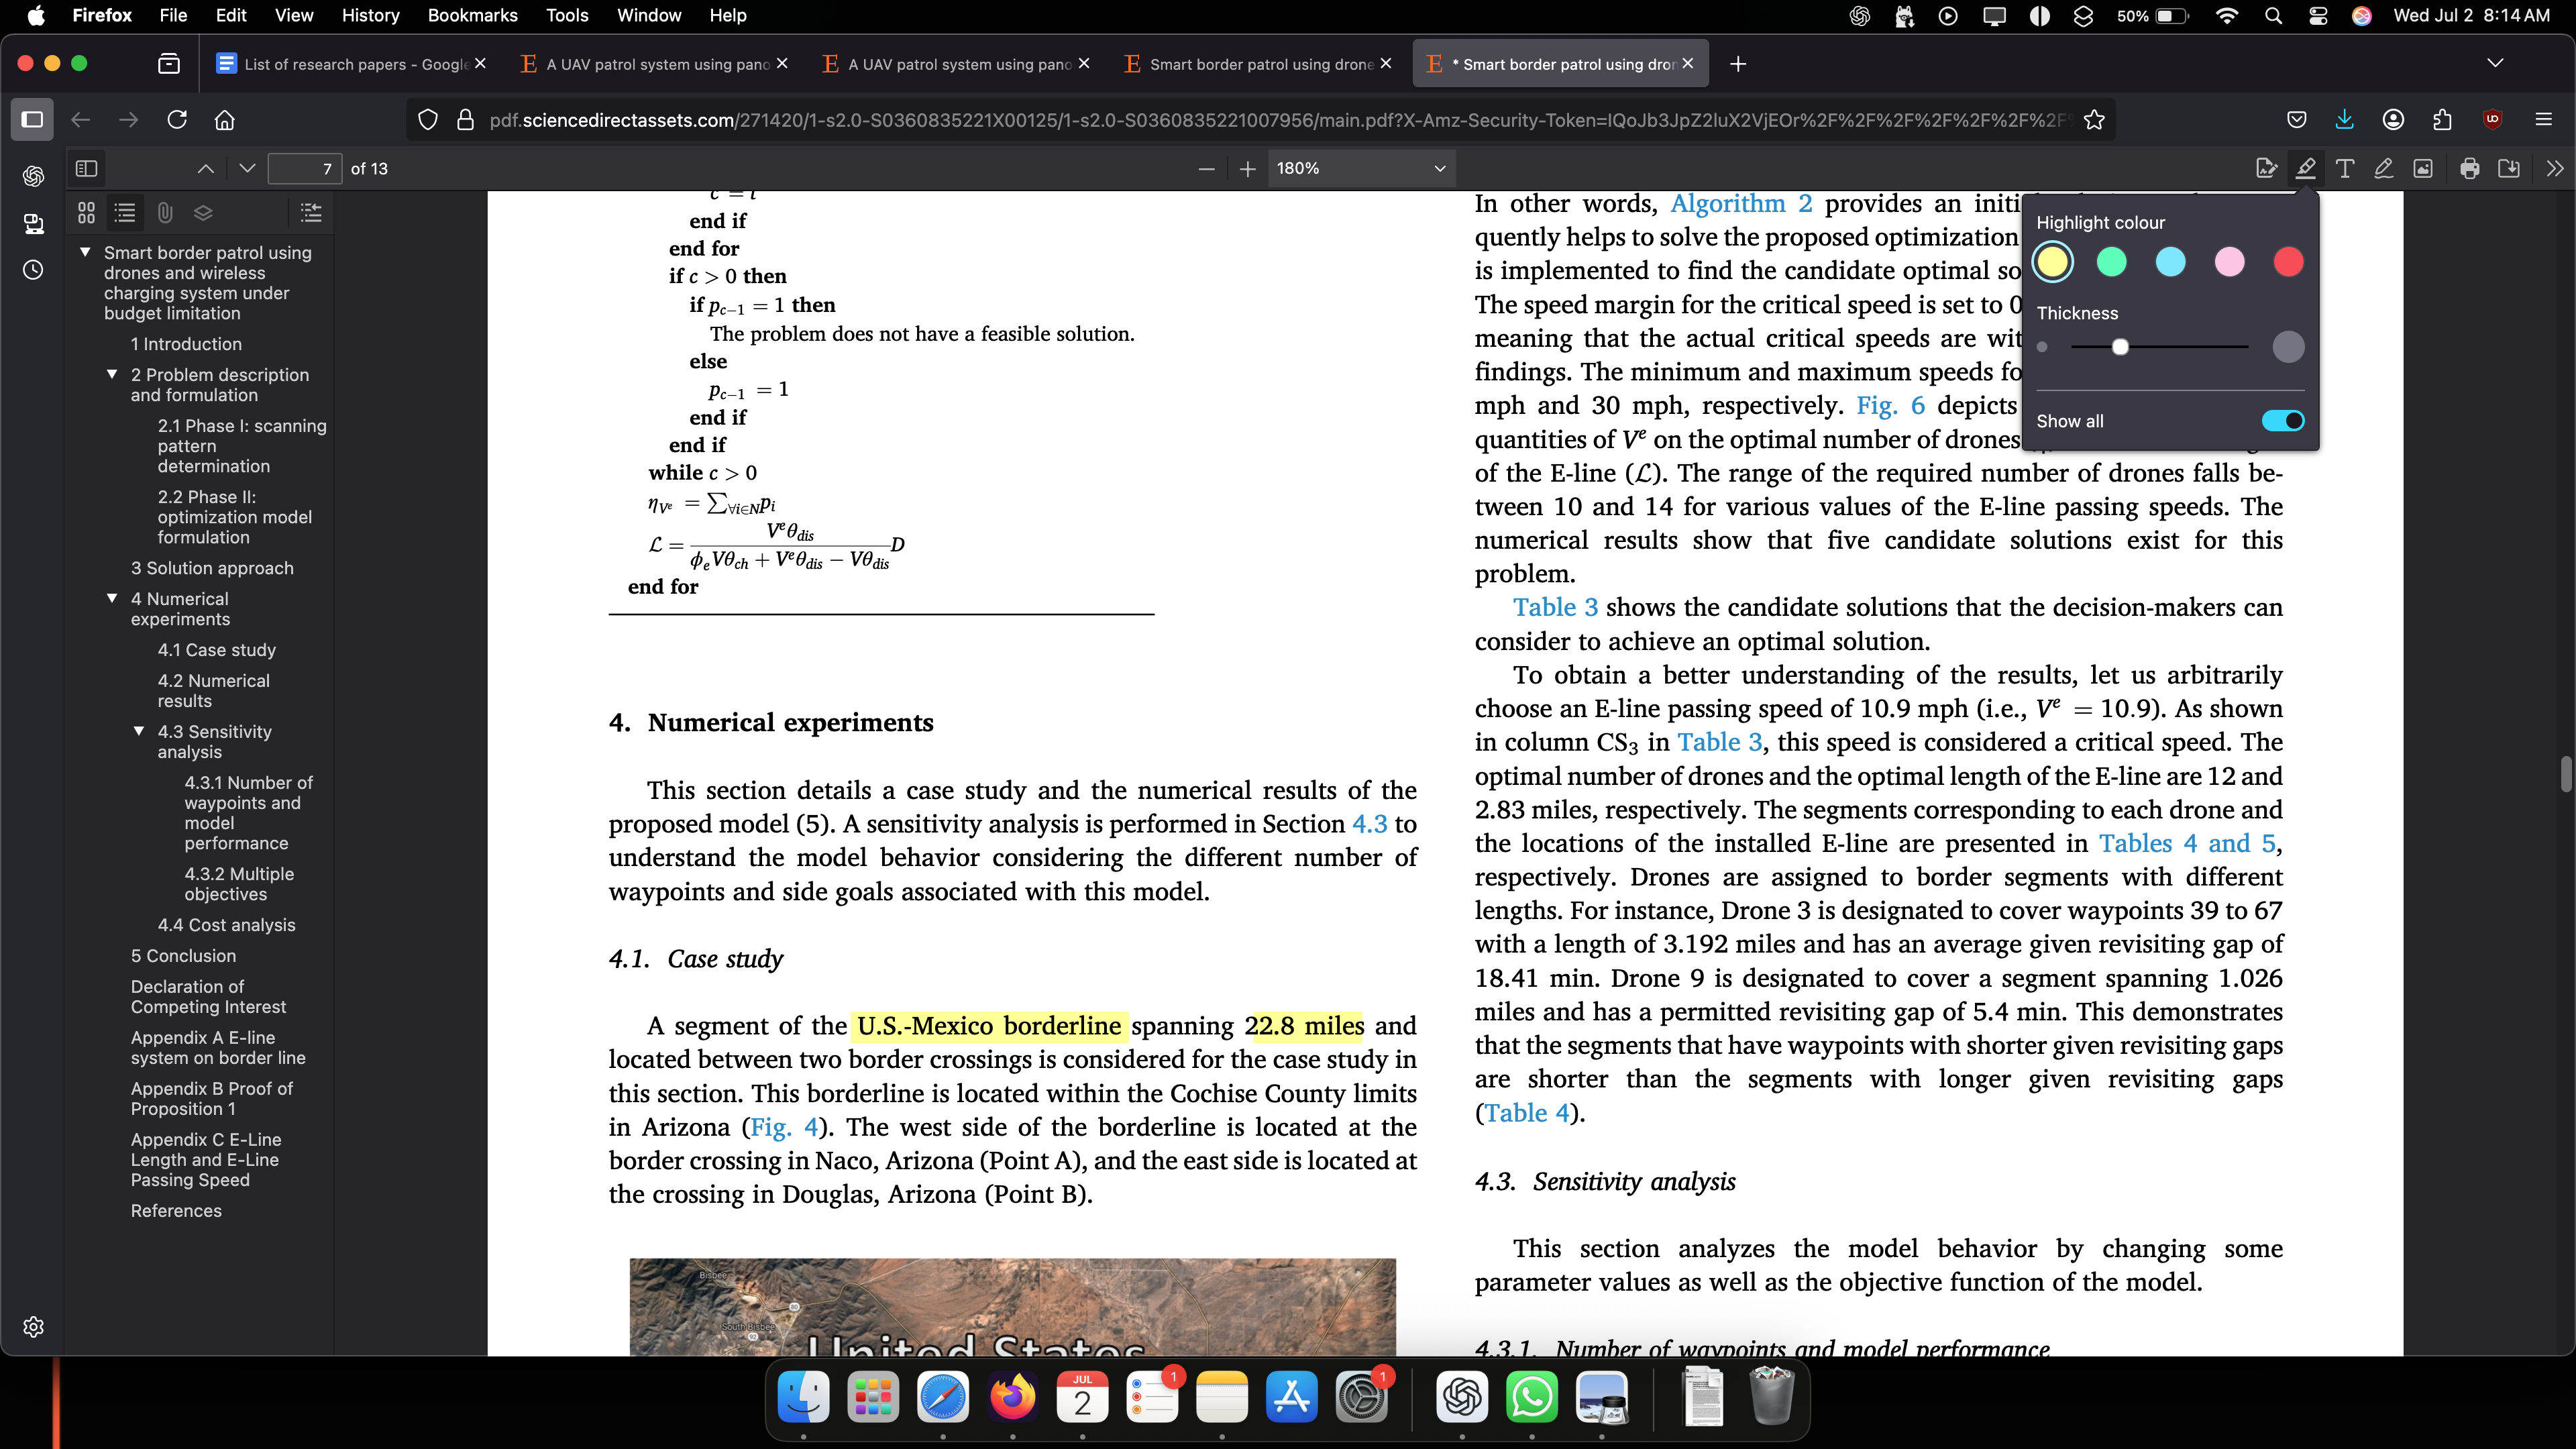 Firefox File Edit View History Bookmarks Tools Window Help
50% Wed Jul 2 8:14 AM
List of research papers - Google
A UAV patrol system using pano
A UAV patrol system using pano
Smart border patrol using drone
* Smart border patrol using dron
pdf.sciencedirectassets.com/271420/1-s2.0-S0360835221X00125/1-s2.0-S0360835221007956/main.pdf?X-Amz-Security-Token=IQoJb3JpZ2luX2VjEOr%2F%2F%2F%2F%2F%2F%2F%2F
7 of 13
180%
Smart border patrol using
drones and wireless
charging system under
budget limitation
1 Introduction
2 Problem description
and formulation
2.1 Phase I: scanning
pattern
determination
2.2 Phase II:
optimization model
formulation
3 Solution approach
4 Numerical
experiments
4.1 Case study
4.2 Numerical
results
4.3 Sensitivity
analysis
4.3.1 Number of
waypoints and
model
performance
4.3.2 Multiple
objectives
4.4 Cost analysis
5 Conclusion
Declaration of
Competing Interest
Appendix A E-line
system on border line
Appendix B Proof of
Proposition 1
Appendix C E-Line
Length and E-Line
Passing Speed
References
c = i
end if
end for
if c > 0 then
if p_{c−1} = 1 then
The problem does not have a feasible solution.
else
p_{c−1} = 1
end if
end if
while c > 0
η_{V^e} = ∑_{∀i∈N} p_i
ℒ = V^e θ_{dis} / (ϕ_e Vθ_{ch} + V^e θ_{dis} − Vθ_{dis}) D
end for
4. Numerical experiments
This section details a case study and the numerical results of the
proposed model (5). A sensitivity analysis is performed in Section 4.3 to
understand the model behavior considering the different number of
waypoints and side goals associated with this model.
4.1. Case study
A segment of the U.S.-Mexico borderline spanning 22.8 miles and
located between two border crossings is considered for the case study in
this section. This borderline is located within the Cochise County limits
in Arizona (Fig. 4). The west side of the borderline is located at the
border crossing in Naco, Arizona (Point A), and the east side is located at
the crossing in Douglas, Arizona (Point B).
Bisbee
80
South Bisbee
92
United States
In other words, Algorithm 2 provides an initi
quently helps to solve the proposed optimization
is implemented to find the candidate optimal so
The speed margin for the critical speed is set to 0
meaning that the actual critical speeds are wit
findings. The minimum and maximum speeds fo
mph and 30 mph, respectively. Fig. 6 depicts
quantities of V^e on the optimal number of drones
of the E-line (ℒ). The range of the required number of drones falls be-
tween 10 and 14 for various values of the E-line passing speeds. The
numerical results show that five candidate solutions exist for this
problem.
Table 3 shows the candidate solutions that the decision-makers can
consider to achieve an optimal solution.
To obtain a better understanding of the results, let us arbitrarily
choose an E-line passing speed of 10.9 mph (i.e., V^e = 10.9). As shown
in column CS₃ in Table 3, this speed is considered a critical speed. The
optimal number of drones and the optimal length of the E-line are 12 and
2.83 miles, respectively. The segments corresponding to each drone and
the locations of the installed E-line are presented in Tables 4 and 5,
respectively. Drones are assigned to border segments with different
lengths. For instance, Drone 3 is designated to cover waypoints 39 to 67
with a length of 3.192 miles and has an average given revisiting gap of
18.41 min. Drone 9 is designated to cover a segment spanning 1.026
miles and has a permitted revisiting gap of 5.4 min. This demonstrates
that the segments that have waypoints with shorter given revisiting gaps
are shorter than the segments with longer given revisiting gaps
(Table 4).
4.3. Sensitivity analysis
This section analyzes the model behavior by changing some
parameter values as well as the objective function of the model.
4.3.1. Number of waypoints and model performance
Highlight colour
Thickness
Show all
JUL
2
1
1